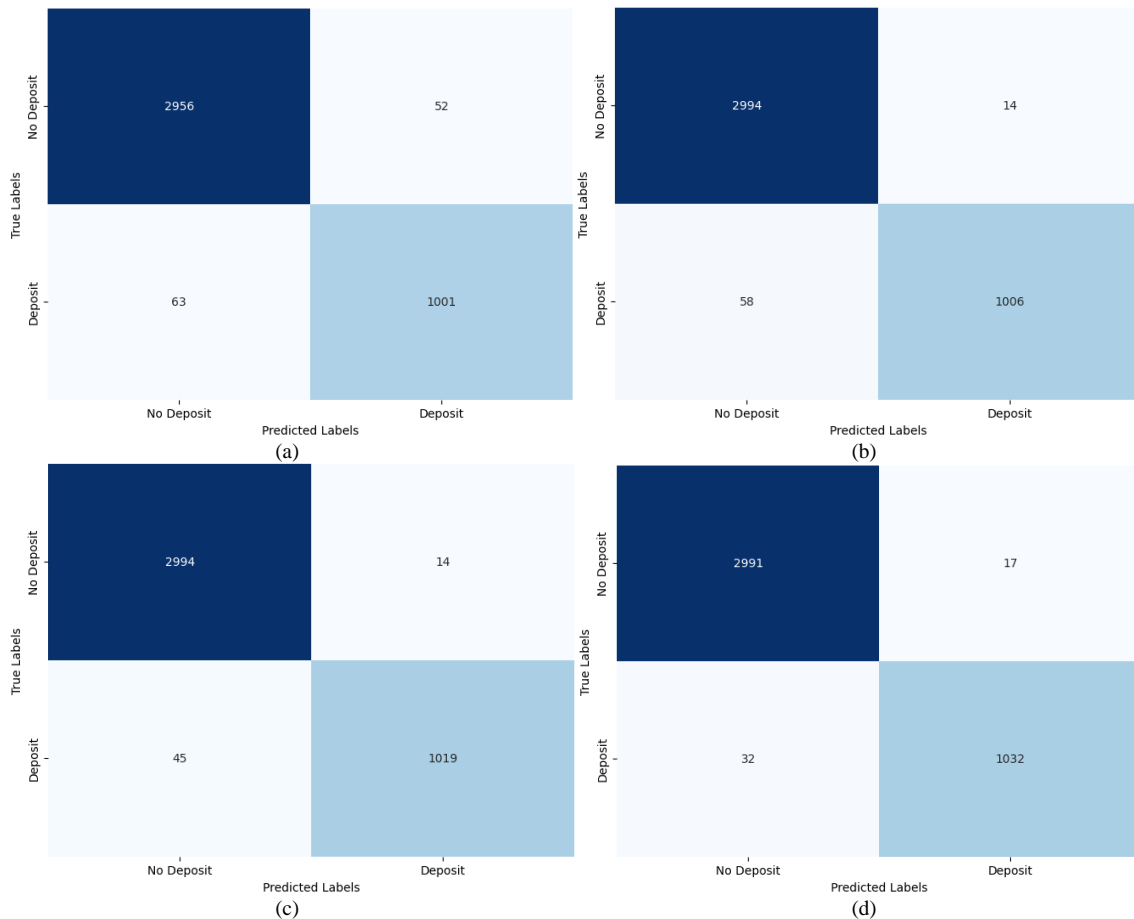 No Deposit
2956
52
True Labels
Deposit
63
1001
No Deposit
Deposit
Predicted Labels
(a)
No Deposit
2994
14
True Labels
Deposit
58
1006
No Deposit
Deposit
Predicted Labels
(b)
No Deposit
2994
14
True Labels
Deposit
45
1019
No Deposit
Deposit
Predicted Labels
(c)
No Deposit
2991
17
True Labels
Deposit
32
1032
No Deposit
Deposit
Predicted Labels
(d)